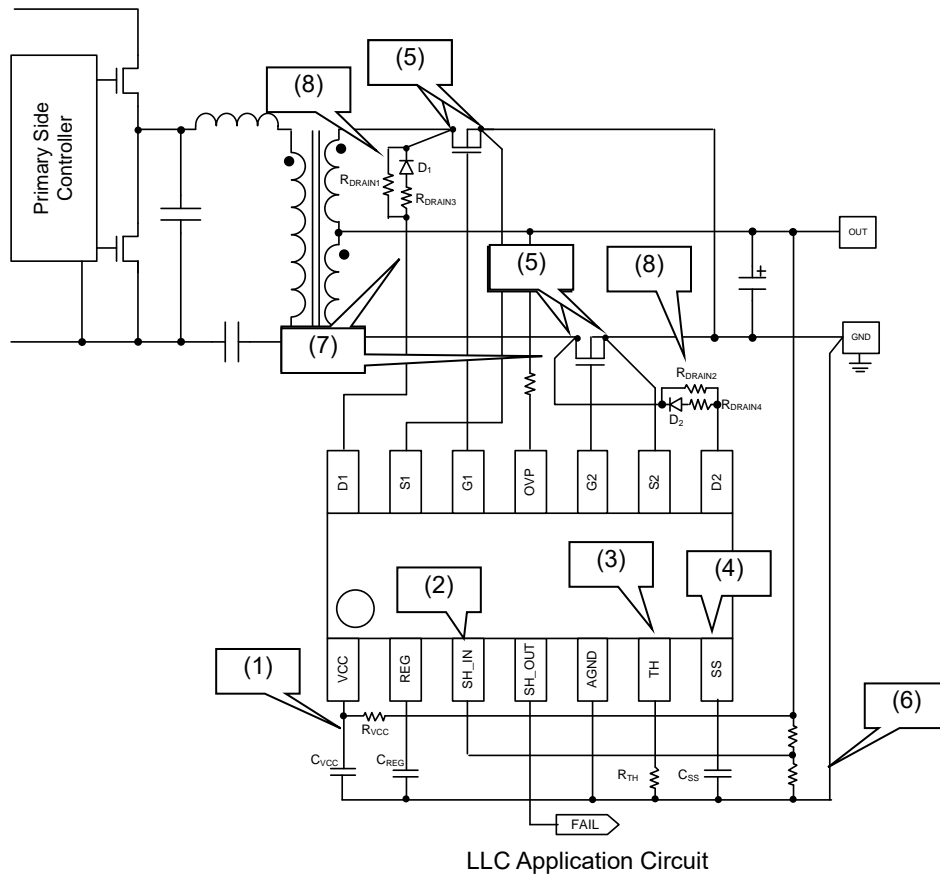 (5)
(8)
Primary Side
Controller
D1
RDRAIN1
RDRAIN3
OUT
(5)
(8)
+
(7)
GND
RDRAIN2
RDRAIN4
D2
D1
S1
G1
OVP
G2
S2
D2
(2)
(3)
(4)
(1)
VCC
REG
SH_IN
SH_OUT
AGND
TH
SS
(6)
RVCC
CVCC
CREG
RTH
CSS
FAIL
LLC Application Circuit